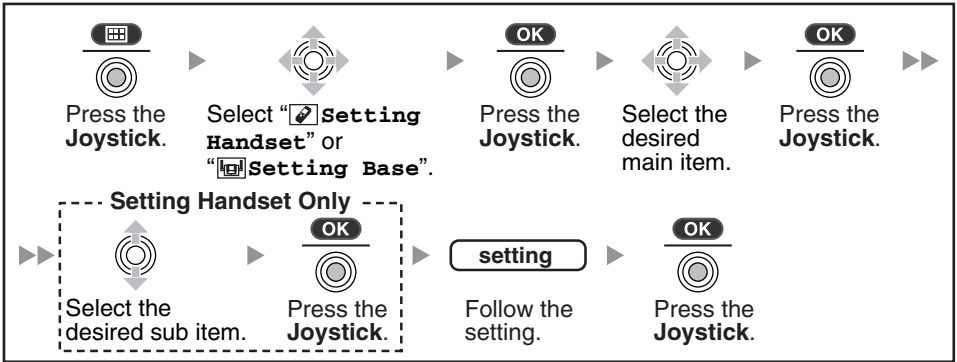 OK
OK
Press the
Joystick.
Select “Setting
Handset” or
“Setting Base”.
Press the
Joystick.
Select the
desired
main item.
Press the
Joystick.
Setting Handset Only
OK
OK
setting
Select the
desired sub item.
Press the
Joystick.
Follow the
setting.
Press the
Joystick.